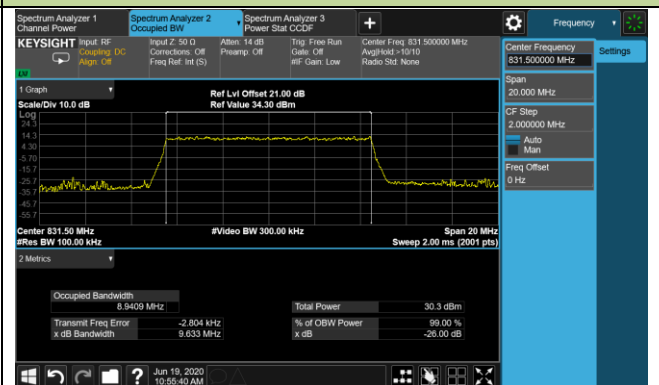 Spectrum Analyzer 1
Channel Power
Spectrum Analyzer 2
Occupied BW
Spectrum Analyzer 3
Power Stat CCDF
Frequency
KEYSIGHT
Input: RF
Coupling: DC
Align: Off
Input Z: 50 Ω
Corrections: Off
Freq Ref: Int (S)
Atten: 14 dB
Preamp: Off
Trig: Free Run
Gate: Off
#IF Gain: Low
Center Freq: 831.500000 MHz
Avg|Hold:>10/10
Radio Std: None
LXI
Center Frequency
831.500000 MHz
Settings
Span
20.000 MHz
CF Step
2.000000 MHz
Auto
Man
Freq Offset
0 Hz
1 Graph
Scale/Div 10.0 dB
Ref Lvl Offset 21.00 dB
Ref Value 34.30 dBm
Log
24.3
14.3
4.30
-5.70
-15.7
-25.7
-35.7
-45.7
-55.7
Center 831.50 MHz
#Video BW 300.00 kHz
Span 20 MHz
#Res BW 100.00 kHz
Sweep 2.00 ms (2001 pts)
2 Metrics
Occupied Bandwidth
8.9409 MHz
Total Power
30.3 dBm
Transmit Freq Error
-2.804 kHz
% of OBW Power
99.00 %
x dB Bandwidth
9.633 MHz
x dB
-26.00 dB
?
Jun 19, 2020
10:55:40 AM